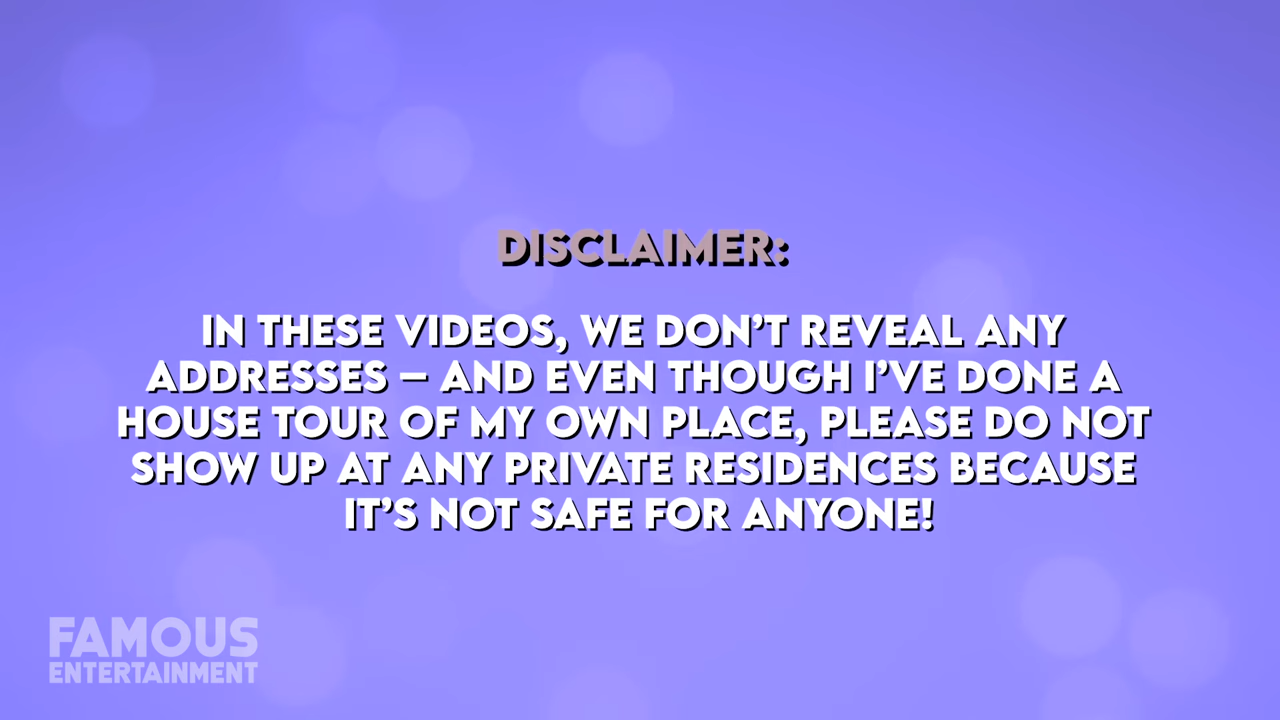 DISCLAIMER:
IN THESE VIDEOS, WE DON'T REVEAL ANY
ADDRESSES – AND EVEN THOUGH I'VE DONE A
HOUSE TOUR OF MY OWN PLACE, PLEASE DO NOT
SHOW UP AT ANY PRIVATE RESIDENCES BECAUSE
IT'S NOT SAFE FOR ANYONE!
FAMOUS
ENTERTAINMENT